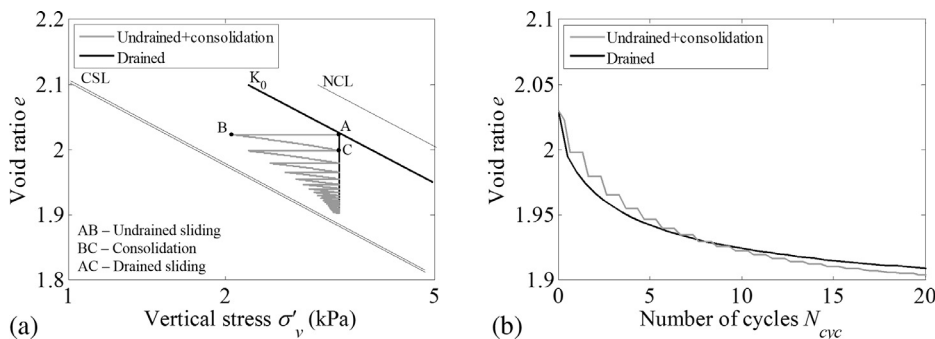 2.2
2.1
2
1.9
1.8
1
2
5
Void ratio e
Vertical stress σ′v (kPa)
Undrained+consolidation
Drained
CSL
K0
NCL
B
A
C
AB – Undrained sliding
BC – Consolidation
AC – Drained sliding
(a)
2.1
2.05
2
1.95
1.9
0
5
10
15
20
Void ratio e
Number of cycles Ncyc
Undrained+consolidation
Drained
(b)